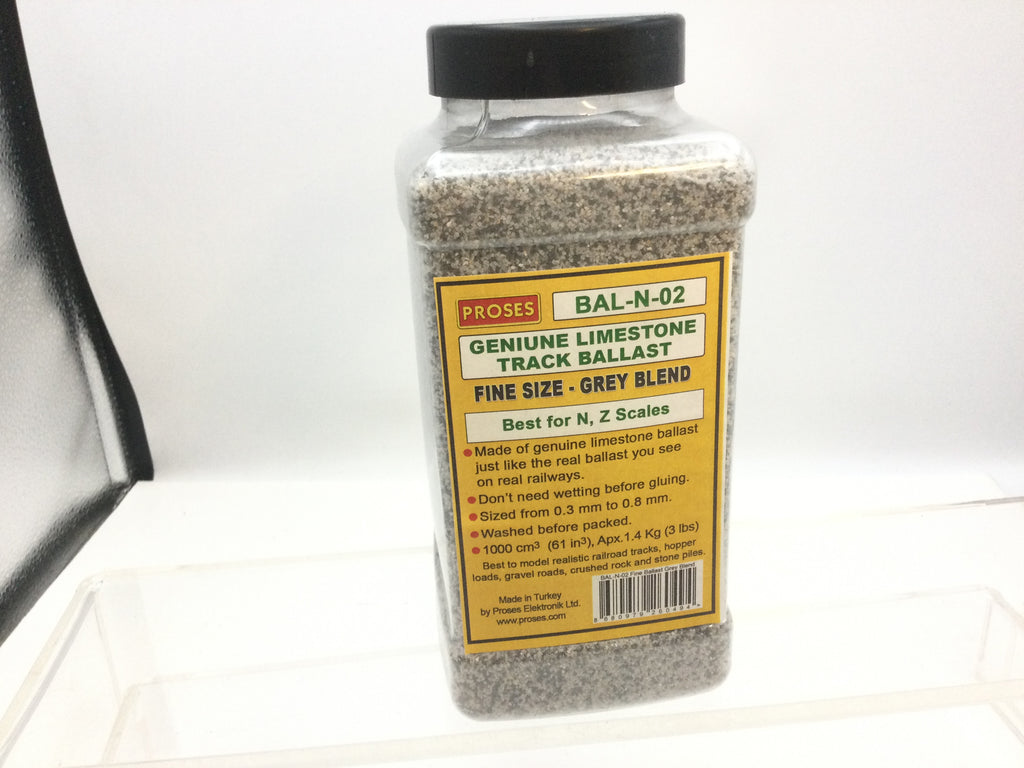 PROSES
BAL-N-02
GENIUNE LIMESTONE
TRACK BALLAST
FINE SIZE - GREY BLEND
Best for N, Z Scales
Made of genuine limestone ballast
just like the real ballast you see
on real railways.
Don't need wetting before gluing.
Sized from 0.3 mm to 0.8 mm.
Washed before packed.
1000 cm³ (61 in³), Apx.1.4 Kg (3 lbs)
Best to model realistic railroad tracks, hopper
loads, gravel roads, crushed rock and stone piles.
Made in Turkey
by Proses Elektronik Ltd.
www.proses.com
BAL-N-02 Fine Ballast Grey Blend